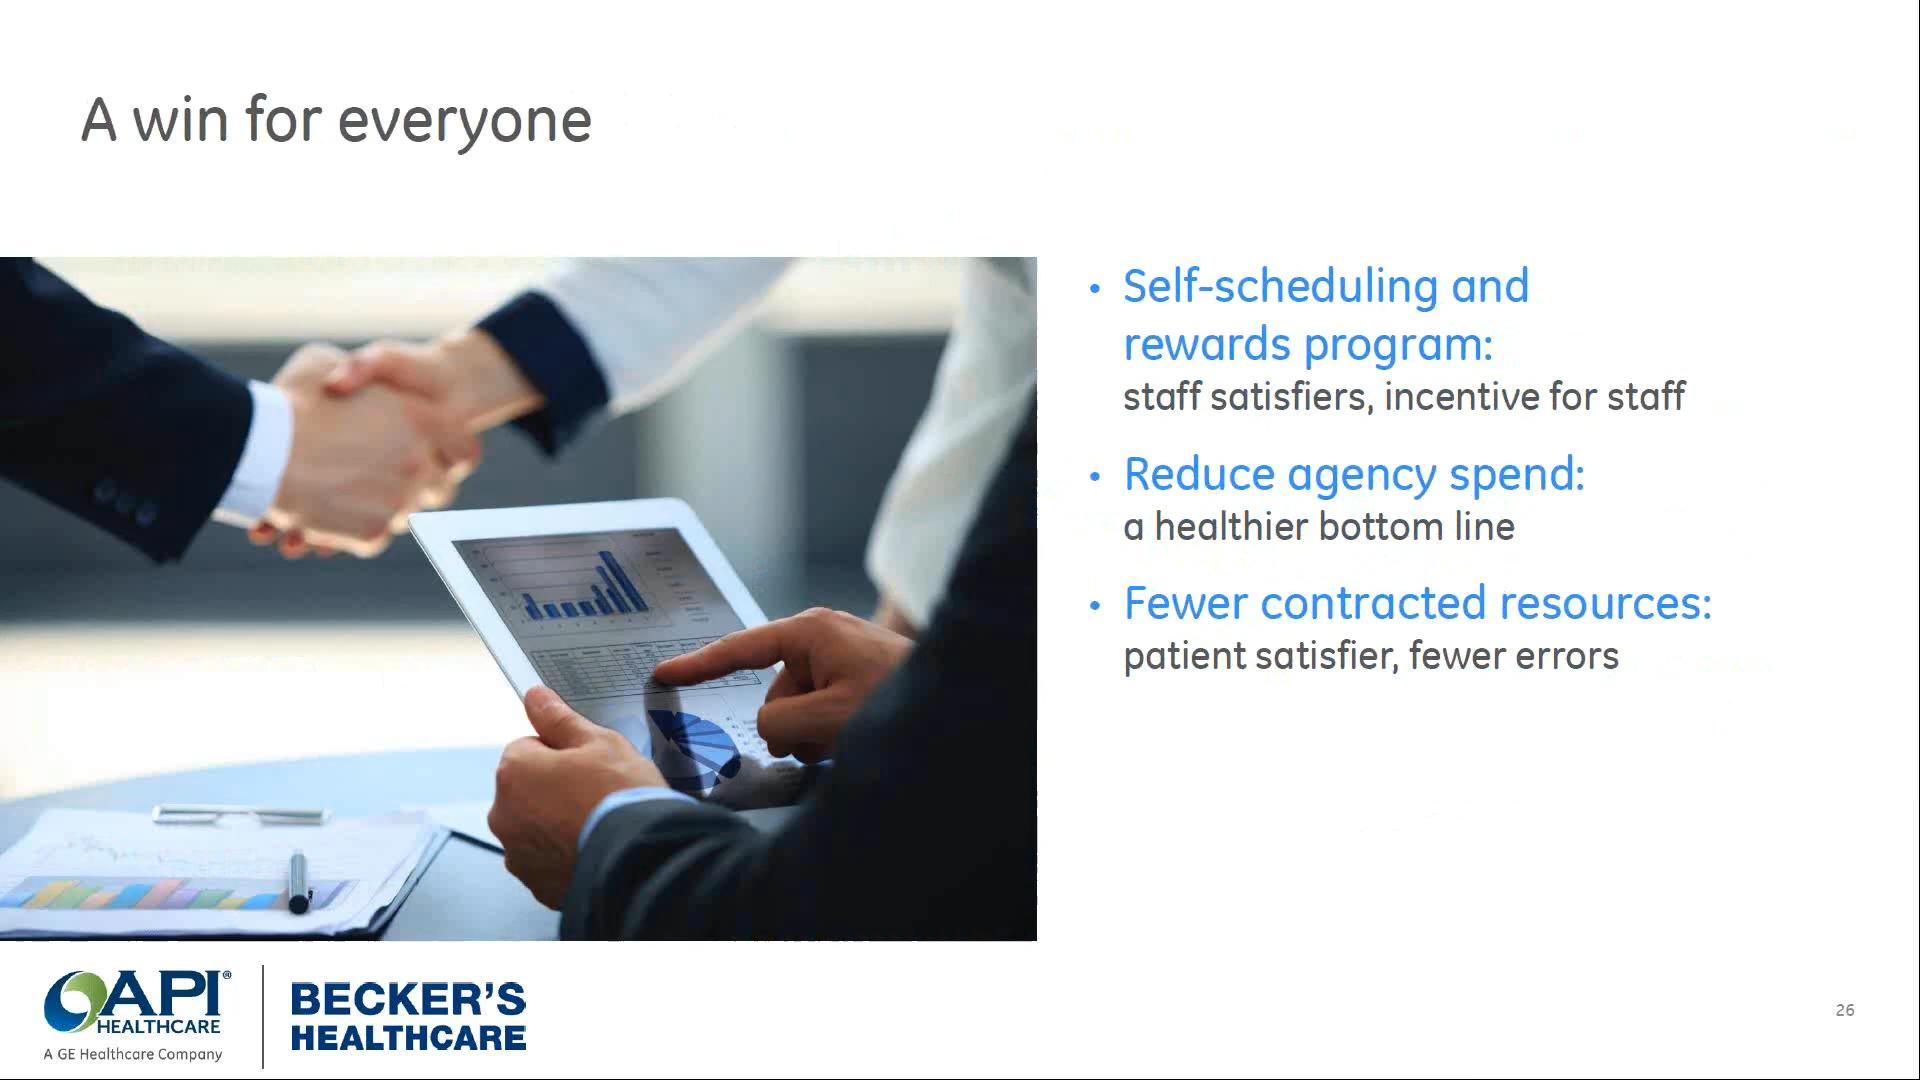 A win for everyone
• Self-scheduling and
rewards program:
staff satisfiers, incentive for staff
• Reduce agency spend:
a healthier bottom line
• Fewer contracted resources:
patient satisfier, fewer errors
API®
HEALTHCARE
A GE Healthcare Company
BECKER'S
HEALTHCARE
26